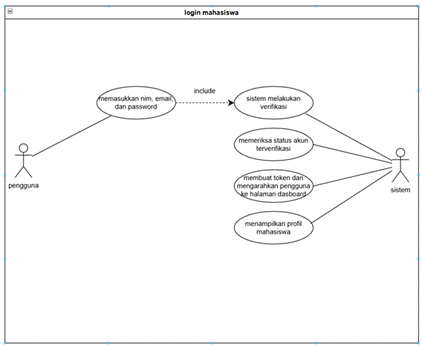 login mahasiswa
include
memasukkan nim, email,
dan password
sistem melakukan
verifikasi
memeriksa status akun
terverifikasi
pengguna
membuat token dan
mengarahkan pengguna
ke halaman dasboard
sistem
menampilkan profil
mahasiswa